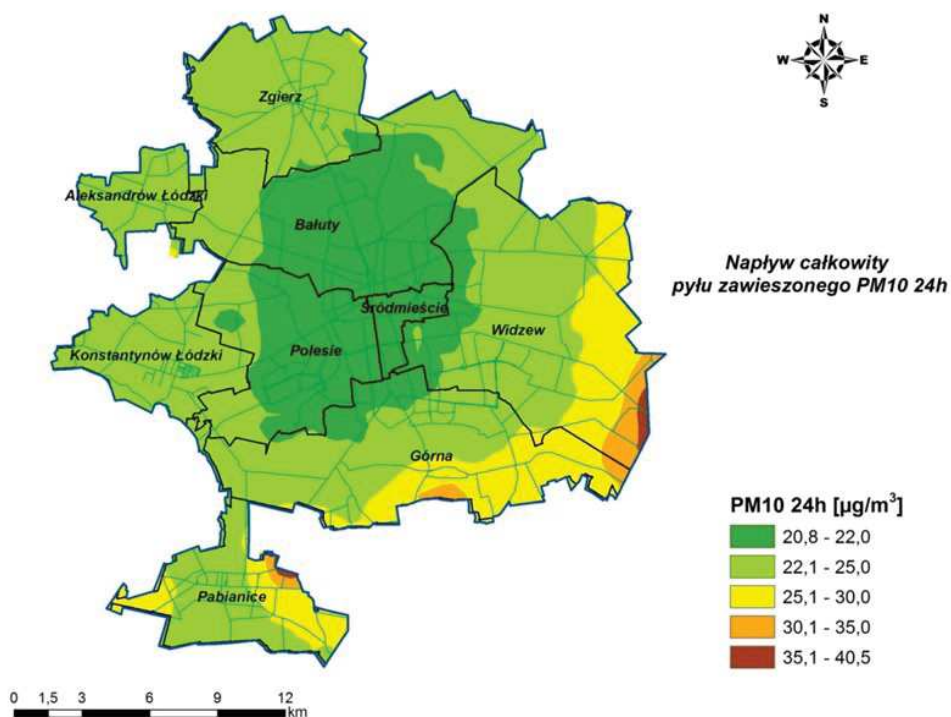 N
W E
S
Zgierz
Aleksandrów Łódzki
Bałuty
Napływ całkowity
pyłu zawieszonego PM10 24h
Śródmieście
Widzew
Konstantynów Łódzki
Polesie
Górna
PM10 24h [µg/m³]
20,8 - 22,0
22,1 - 25,0
25,1 - 30,0
30,1 - 35,0
35,1 - 40,5
Pabianice
0 1,5 3 6 9 12
km